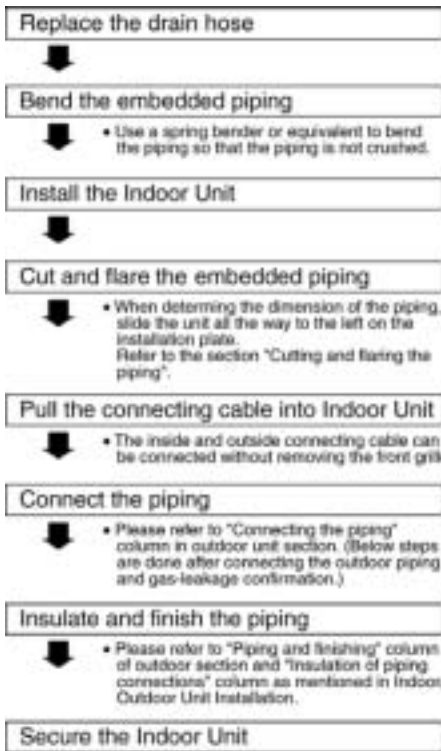 Replace the drain hose
Bend the embedded piping
• Use a spring bender or equivalent to bend
the piping so that the piping is not crushed.
Install the Indoor Unit
Cut and flare the embedded piping
• When determing the dimension of the piping,
slide the unit all the way to the left on the
installation plate.
Refer to the section "Cutting and flaring the
piping".
Pull the connecting cable into Indoor Unit
• The inside and outside connecting cable can
be connected without removing the front grille
Connect the piping
• Please refer to "Connecting the piping"
column in outdoor unit section. (Below steps
are done after connecting the outdoor piping
and gas-leakage confirmation.)
Insulate and finish the piping
• Please refer to "Piping and finishing" column
of outdoor section and "Insulation of piping
connections" column as mentioned in Indoor/
Outdoor Unit Installation.
Secure the Indoor Unit